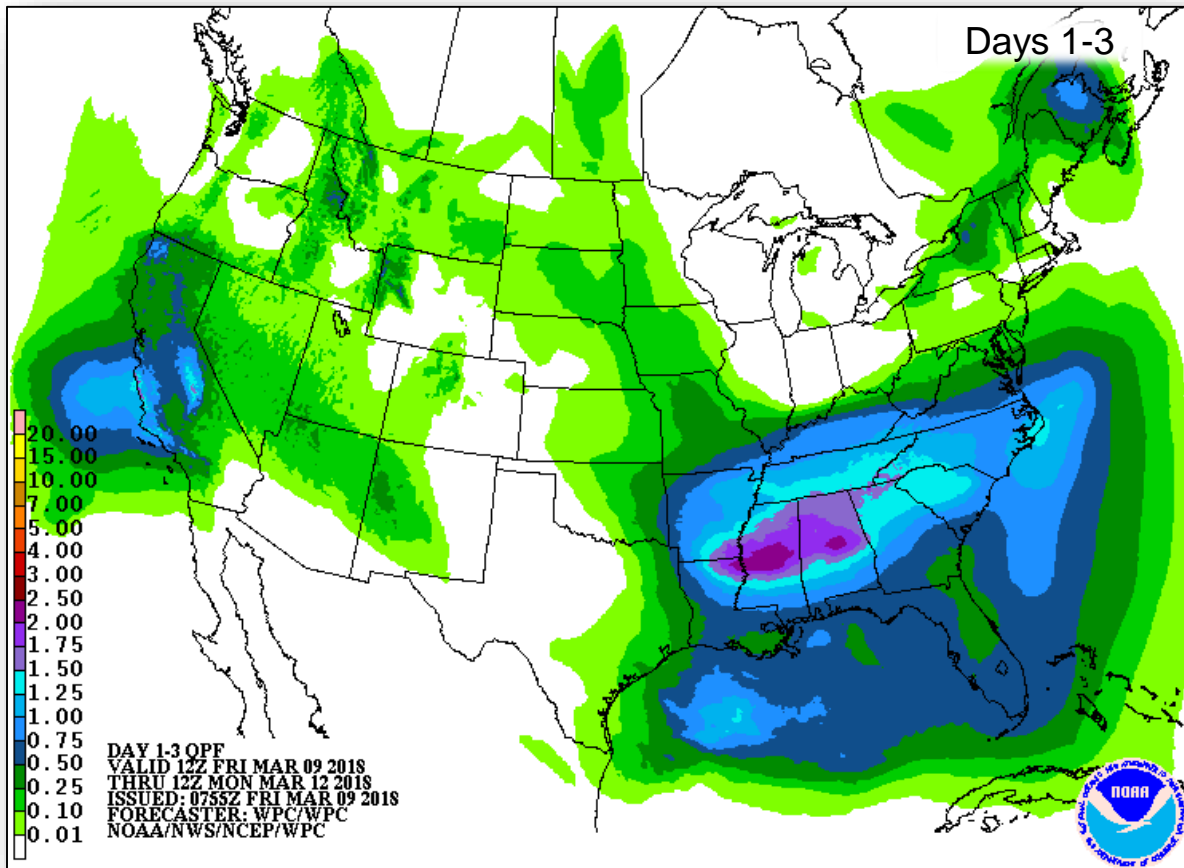 Days 1-3
20.00
15.00
10.00
7.00
5.00
4.00
3.00
2.50
2.00
1.75
1.50
1.25
1.00
0.75
0.50
0.25
0.10
0.01
DAY 1-3 QPF
VALID 12Z FRI MAR 09 2018
THRU 12Z MON MAR 12 2018
ISSUED: 0755Z FRI MAR 09 2018
FORECASTER: WPC/WPC
NOAA/NWS/NCEP/WPC
NOAA